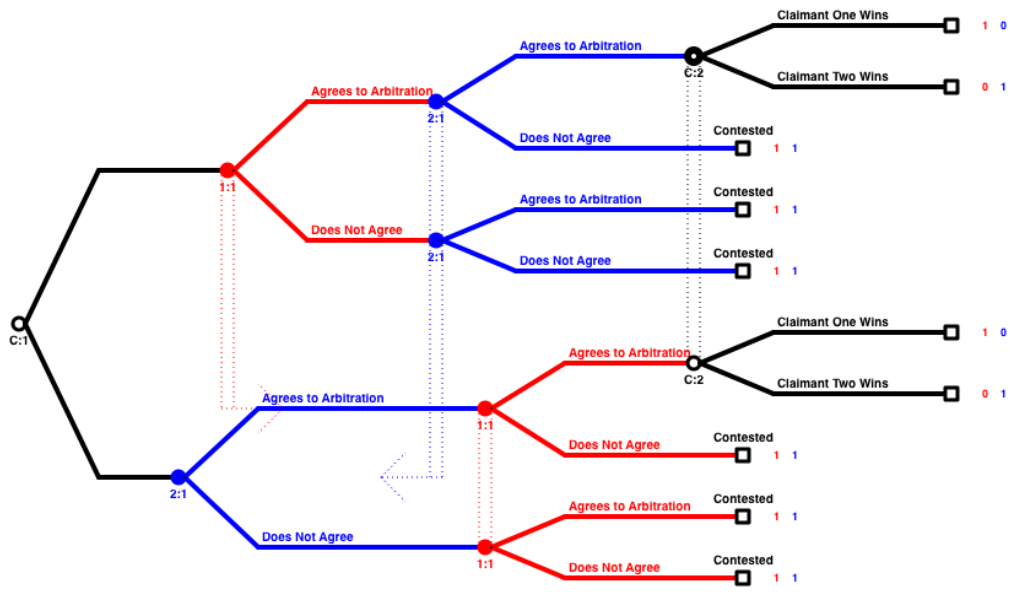 Claimant One Wins
1 0
Agrees to Arbitration
C:2
Claimant Two Wins
0 1
Agrees to Arbitration
2:1
Does Not Agree
Contested
1 1
1:1
Agrees to Arbitration
Contested
1 1
Does Not Agree
2:1
Does Not Agree
Contested
1 1
C:1
Claimant One Wins
1 0
Agrees to Arbitration
C:2
Claimant Two Wins
0 1
Agrees to Arbitration
1:1
Does Not Agree
Contested
1 1
2:1
Agrees to Arbitration
Contested
1 1
Does Not Agree
1:1
Does Not Agree
Contested
1 1